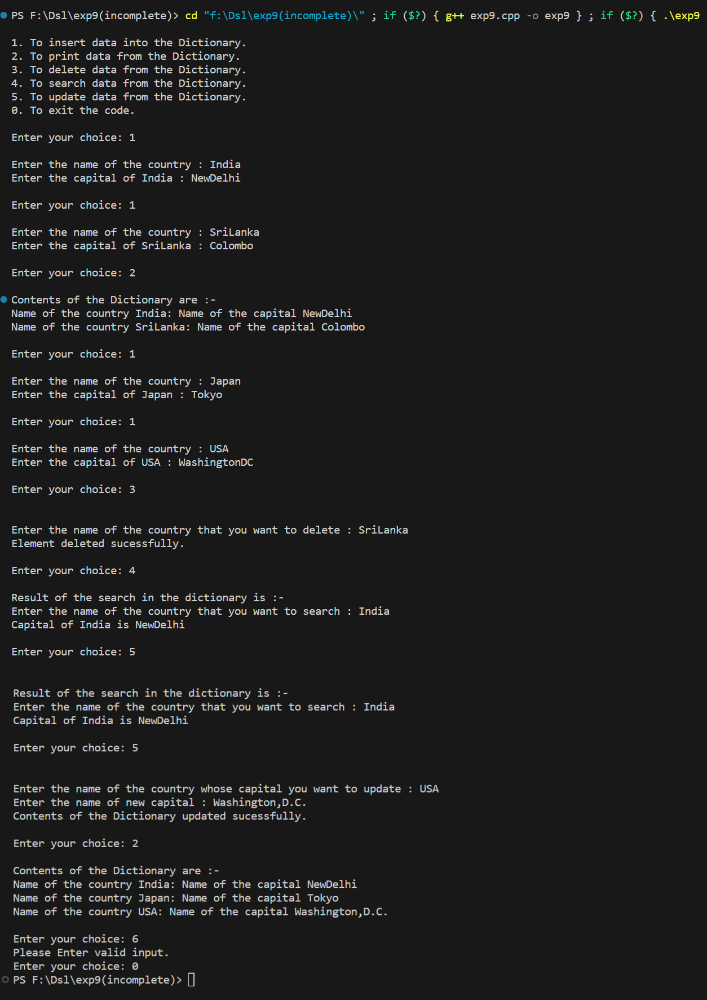 PS F:\Dsl\exp9(incomplete)> cd "f:\Dsl\exp9(incomplete)\" ; if ($?) { g++ exp9.cpp -o exp9 } ; if ($?) { .\exp9
1. To insert data into the Dictionary.
2. To print data from the Dictionary.
3. To delete data from the Dictionary.
4. To search data from the Dictionary.
5. To update data from the Dictionary.
0. To exit the code.
Enter your choice: 1
Enter the name of the country : India
Enter the capital of India : NewDelhi
Enter your choice: 1
Enter the name of the country : SriLanka
Enter the capital of SriLanka : Colombo
Enter your choice: 2
Contents of the Dictionary are :-
Name of the country India: Name of the capital NewDelhi
Name of the country SriLanka: Name of the capital Colombo
Enter your choice: 1
Enter the name of the country : Japan
Enter the capital of Japan : Tokyo
Enter your choice: 1
Enter the name of the country : USA
Enter the capital of USA : WashingtonDC
Enter your choice: 3
Enter the name of the country that you want to delete : SriLanka
Element deleted sucessfully.
Enter your choice: 4
Result of the search in the dictionary is :-
Enter the name of the country that you want to search : India
Capital of India is NewDelhi
Enter your choice: 5
Result of the search in the dictionary is :-
Enter the name of the country that you want to search : India
Capital of India is NewDelhi
Enter your choice: 5
Enter the name of the country whose capital you want to update : USA
Enter the name of new capital : Washington,D.C.
Contents of the Dictionary updated sucessfully.
Enter your choice: 2
Contents of the Dictionary are :-
Name of the country India: Name of the capital NewDelhi
Name of the country Japan: Name of the capital Tokyo
Name of the country USA: Name of the capital Washington,D.C.
Enter your choice: 6
Please Enter valid input.
Enter your choice: 0
PS F:\Dsl\exp9(incomplete)>